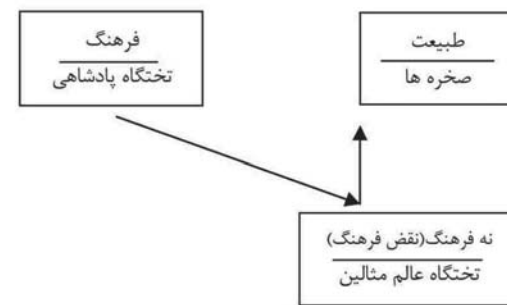 فرهنگ
تختگاه پادشاهی
طبیعت
صخره ها
نه فرهنگ(نقض فرهنگ)
تختگاه عالم مثالین